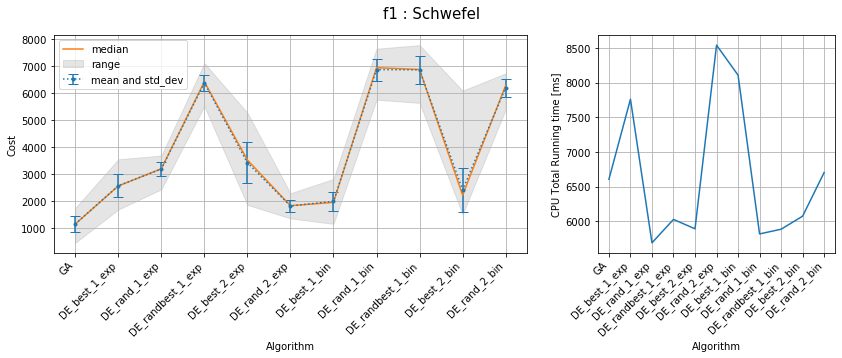 f1 : Schwefel
8000
7000
6000
5000
4000
3000
2000
1000
Cost
median
range
mean and std_dev
GA
DE_best_1_exp
DE_rand_1_exp
DE_randbest_1_exp
DE_best_2_exp
DE_rand_2_exp
DE_best_1_bin
DE_rand_1_bin
DE_randbest_1_bin
DE_best_2_bin
DE_rand_2_bin
Algorithm
8500
8000
7500
7000
6500
6000
CPU Total Running time [ms]
GA
DE_best_1_exp
DE_rand_1_exp
DE_randbest_1_exp
DE_best_2_exp
DE_rand_2_exp
DE_best_1_bin
DE_rand_1_bin
DE_randbest_1_bin
DE_best_2_bin
DE_rand_2_bin
Algorithm